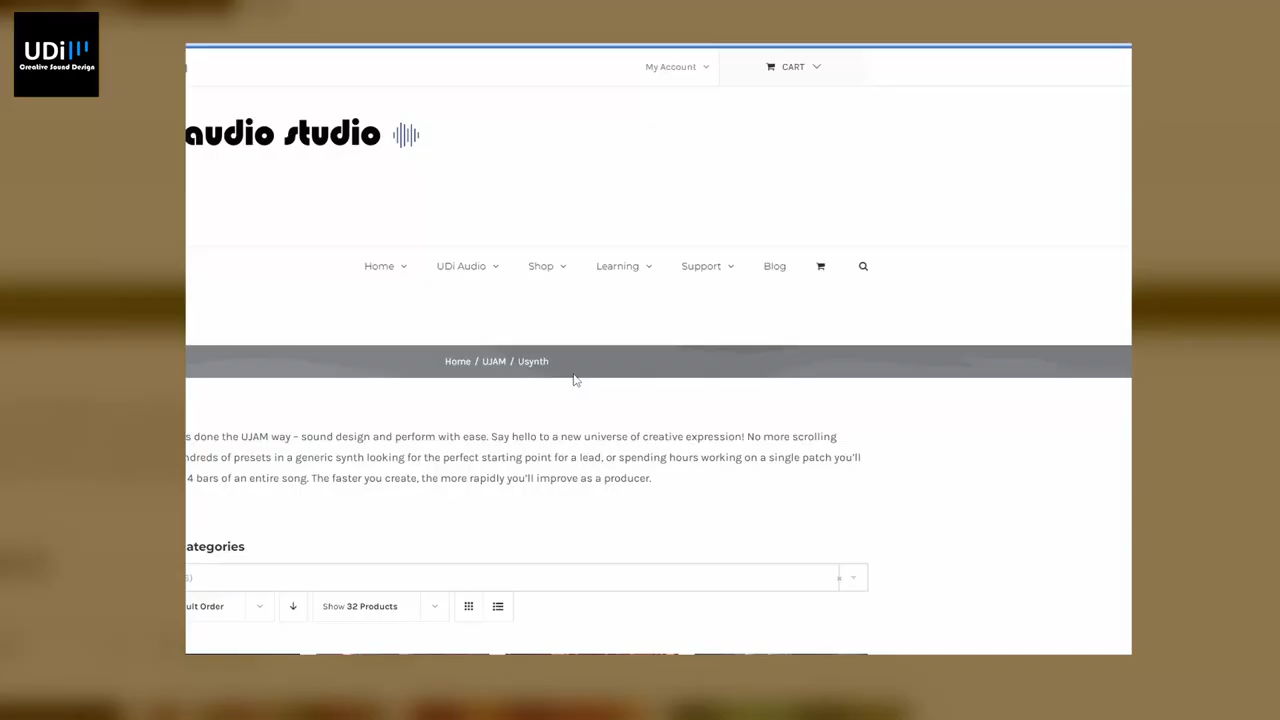 UDi
Creative Sound Design
My Account
CART
audio studio
Home
UDi Audio
Shop
Learning
Support
Blog
Home / UJAM / Usynth
s done the UJAM way – sound design and perform with ease. Say hello to a new universe of creative expression! No more scrolling
ndreds of presets in a generic synth looking for the perfect starting point for a lead, or spending hours working on a single patch you'll
4 bars of an entire song. The faster you create, the more rapidly you'll improve as a producer.
ategories
ult Order
Show 32 Products